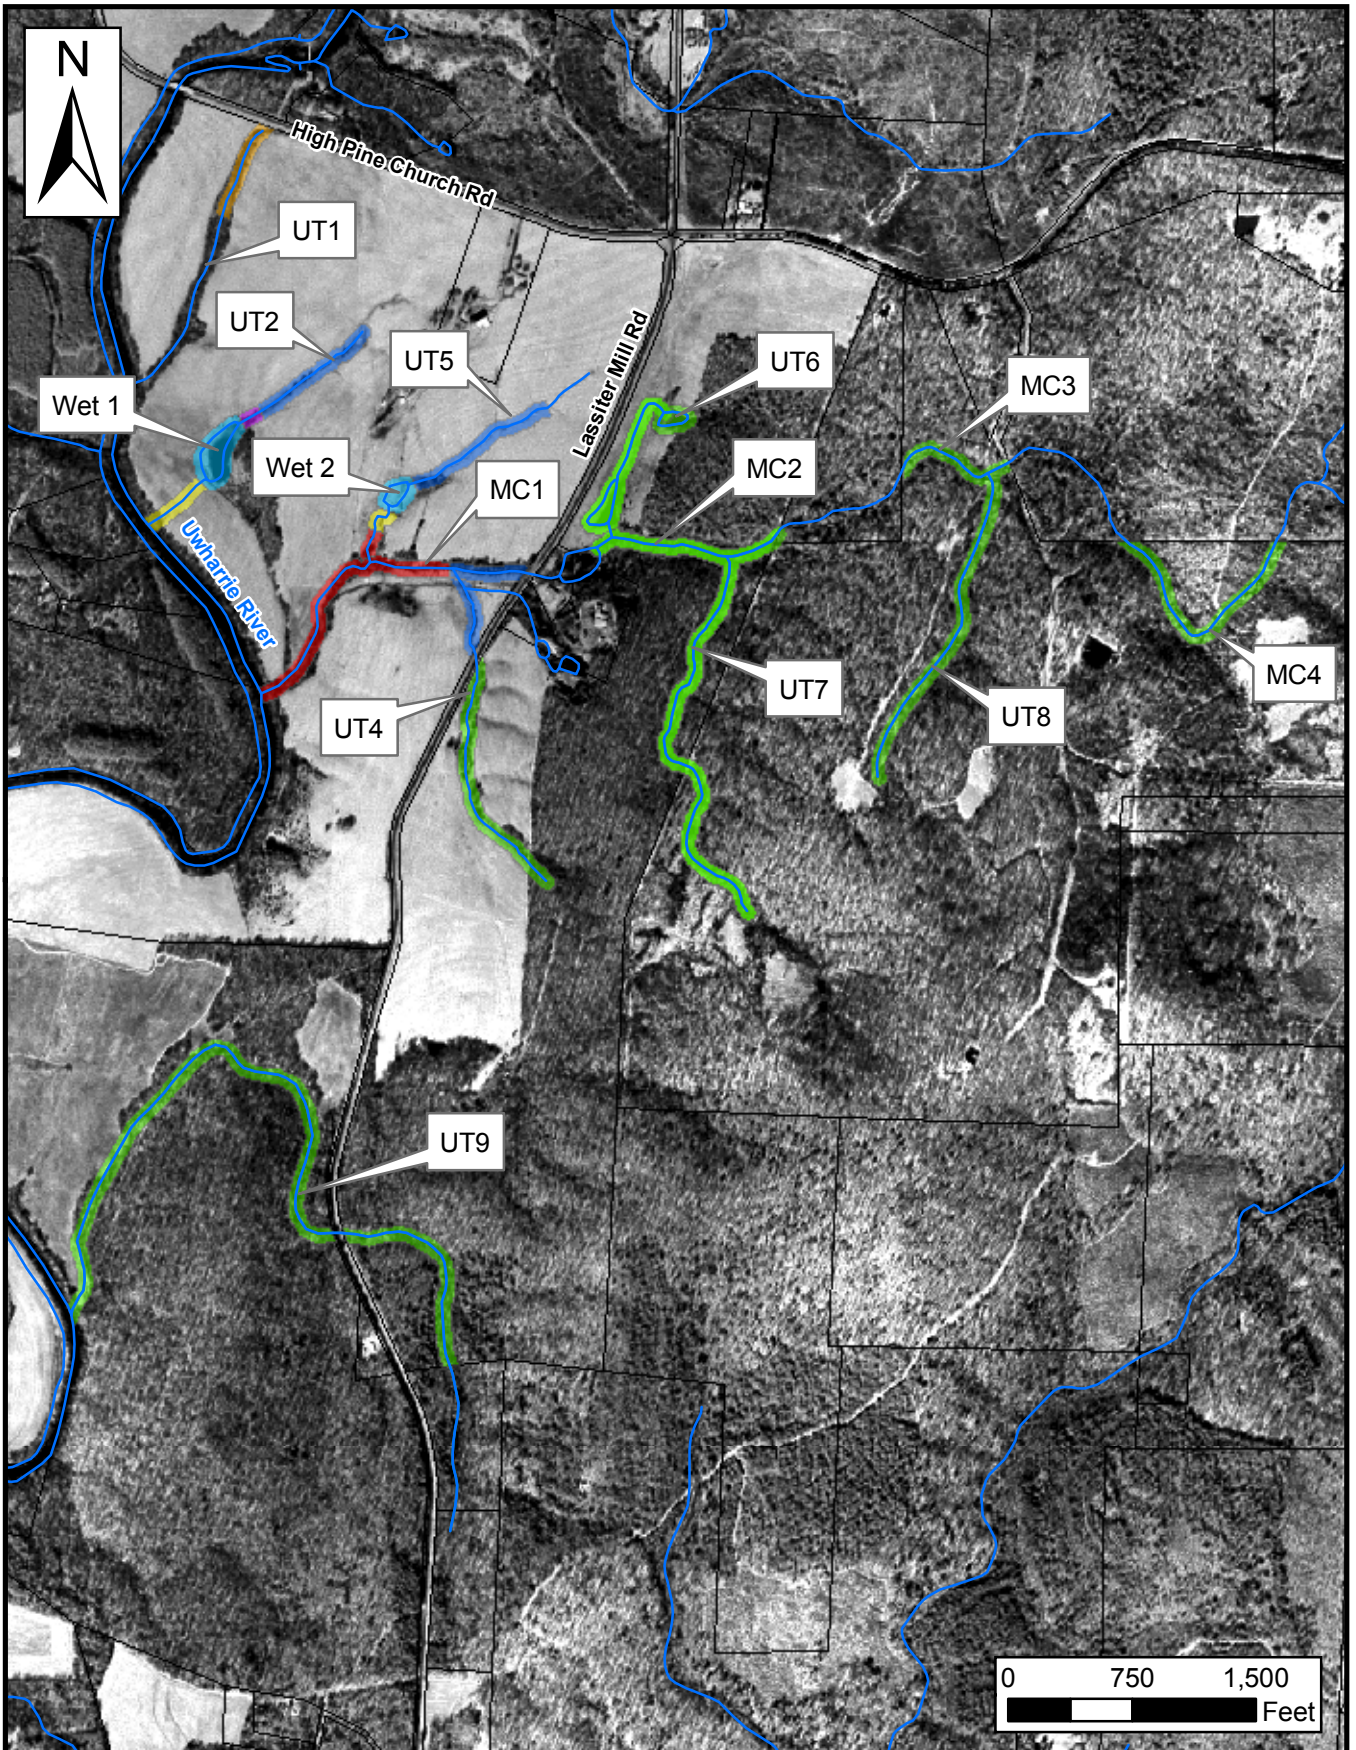 N
High Pine Church Rd
UT1
UT2
UT5
Lassiter Mill Rd
UT6
MC3
Wet 1
Wet 2
MC1
MC2
Uwharrie River
UT4
UT7
UT8
MC4
UT9
0 750 1,500
Feet